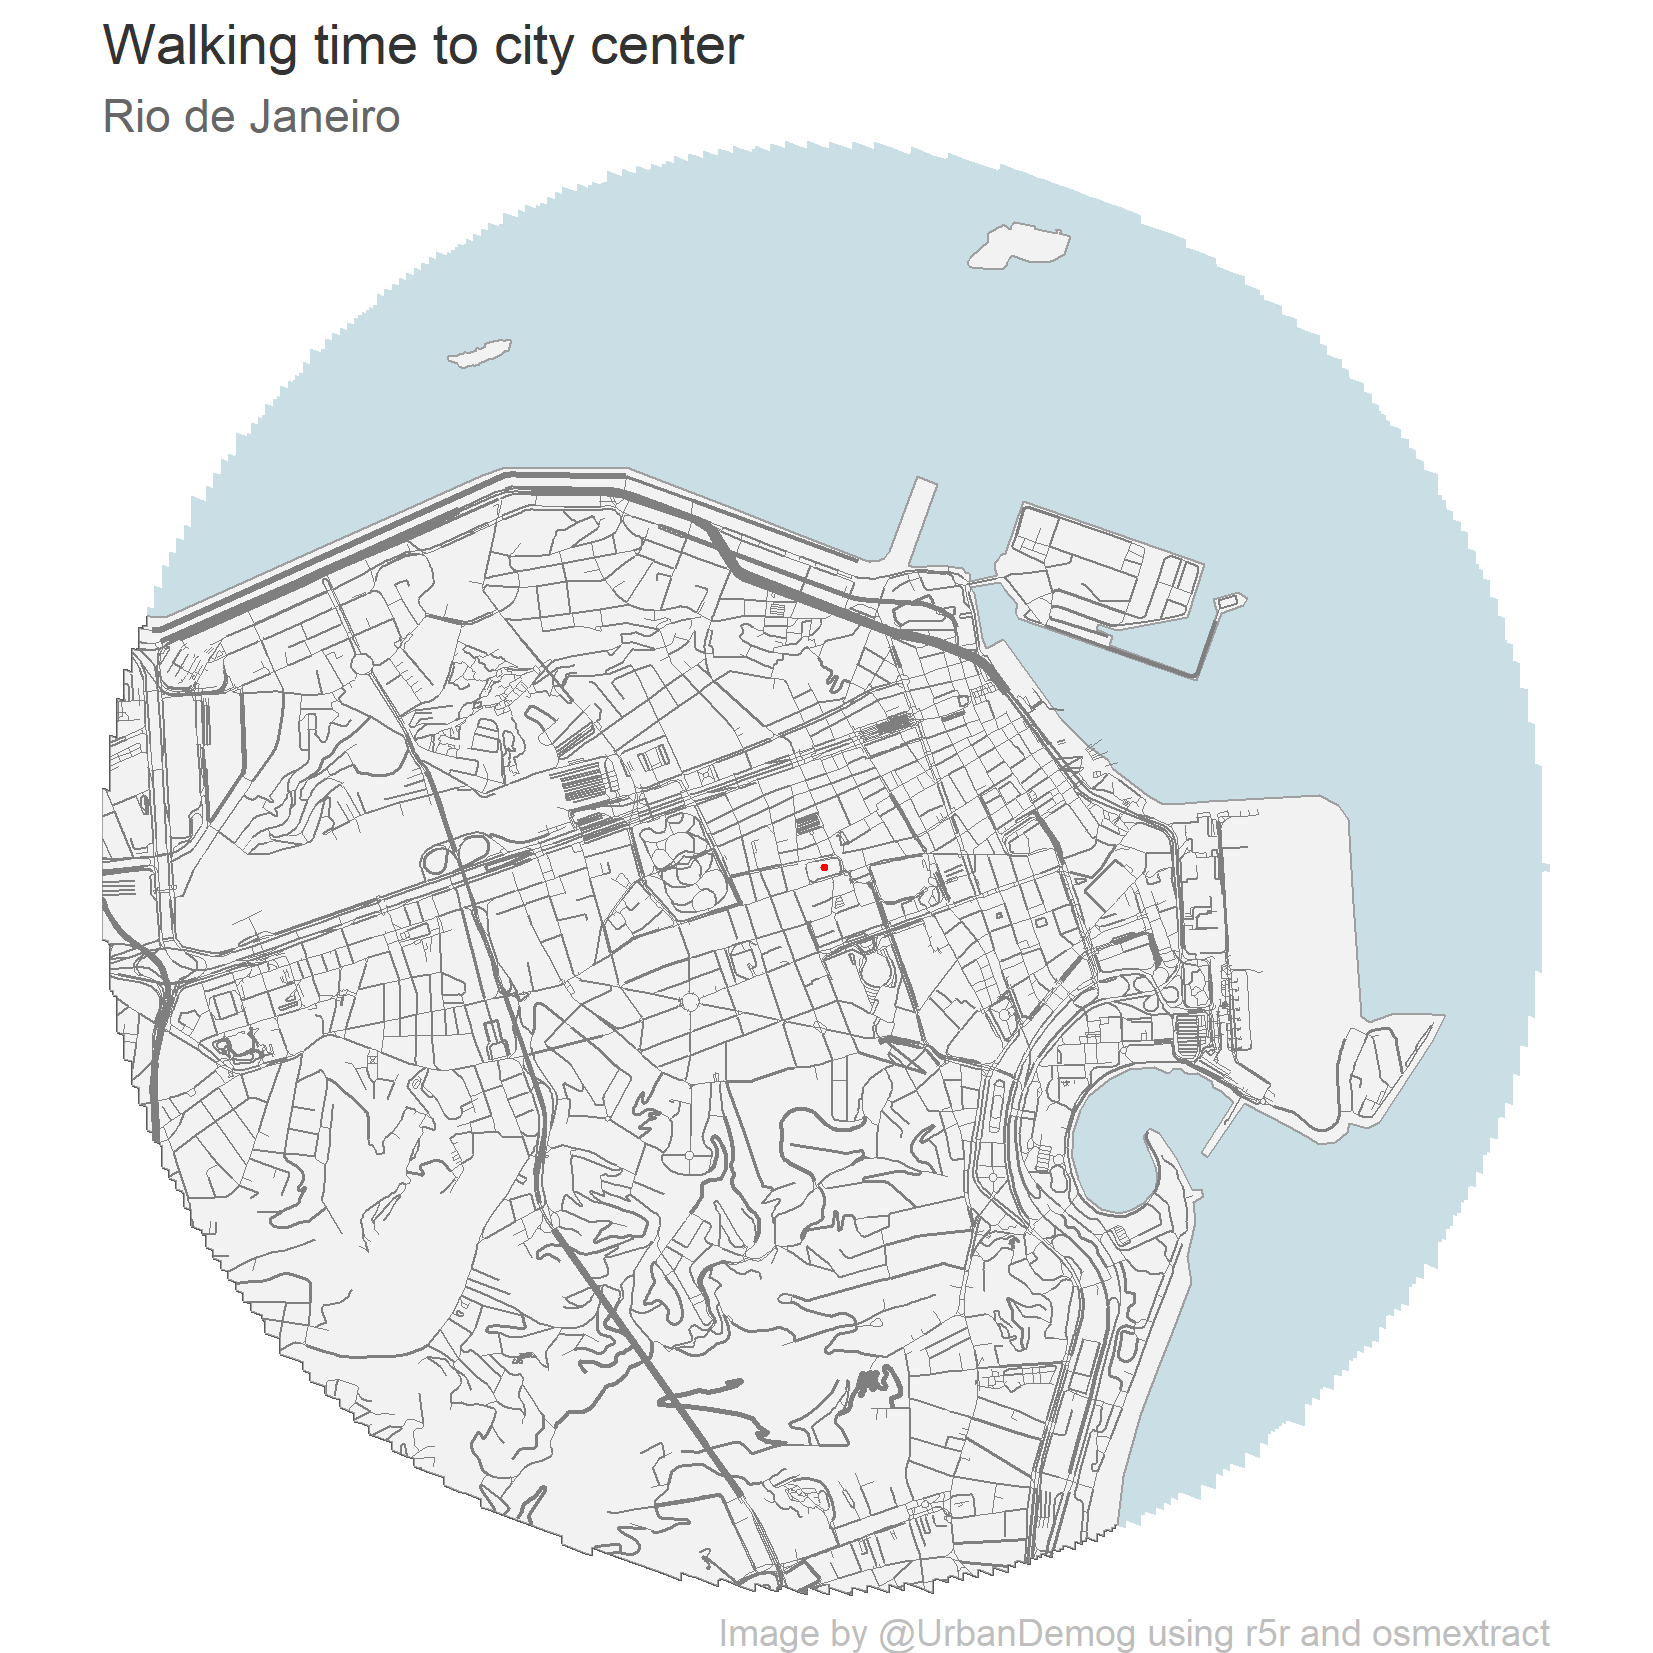 Walking time to city center
Rio de Janeiro
Image by @UrbanDemog using r5r and osmextract